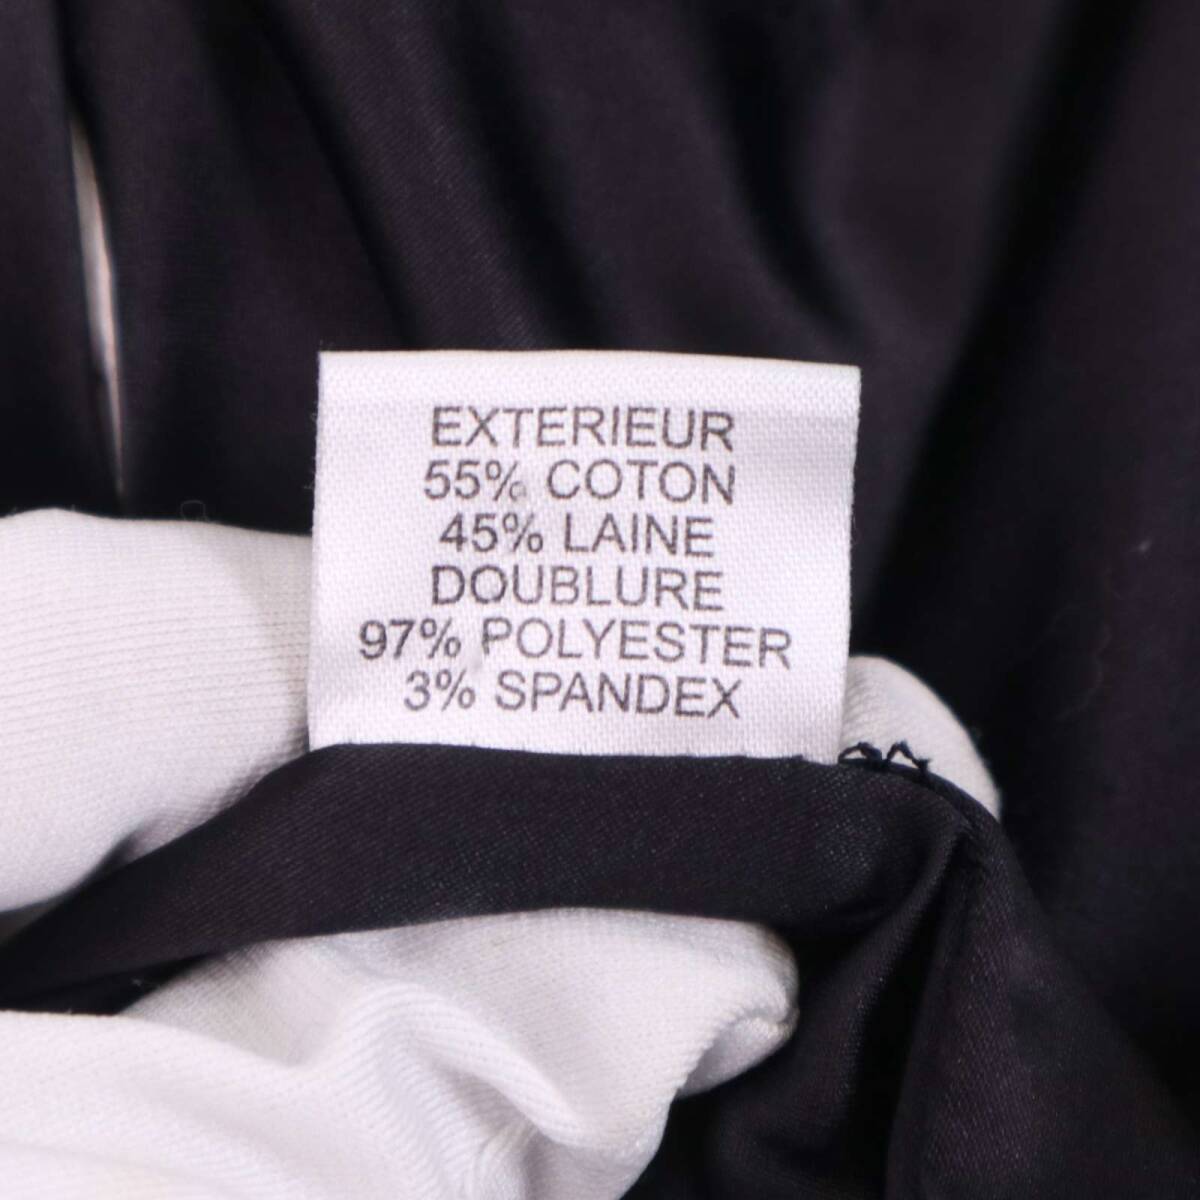 EXTERIEUR
55% COTON
45% LAINE
DOUBLURE
97% POLYESTER
3% SPANDEX